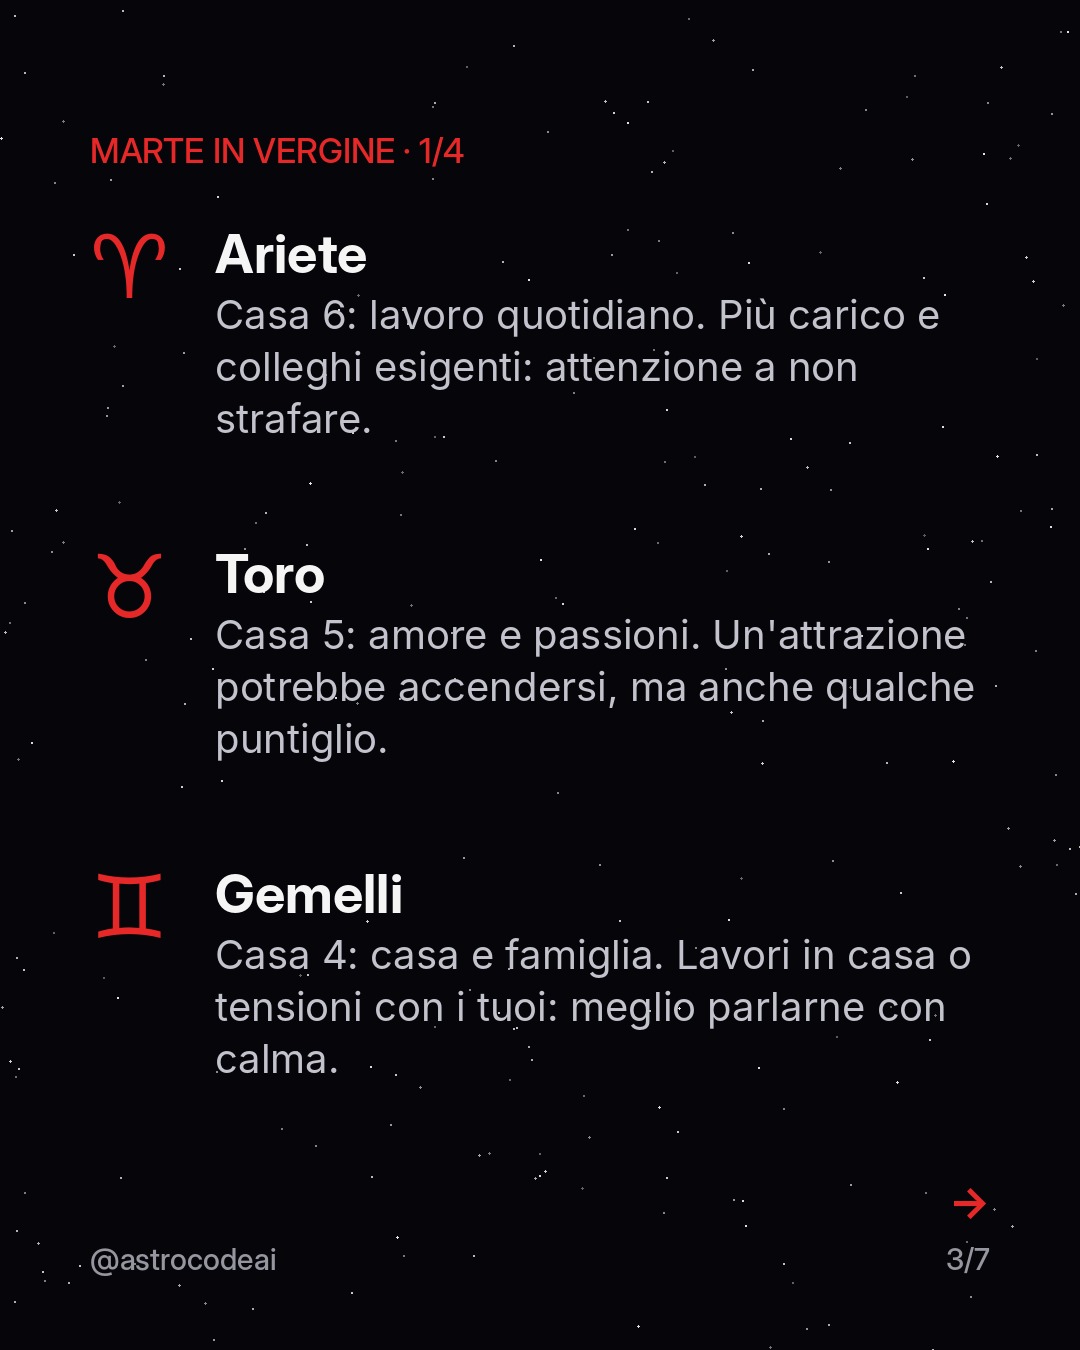 MARTE IN VERGINE · 1/4
♈ Ariete
Casa 6: lavoro quotidiano. Più carico e
colleghi esigenti: attenzione a non
strafare.
♉ Toro
Casa 5: amore e passioni. Un'attrazione
potrebbe accendersi, ma anche qualche
puntiglio.
♊ Gemelli
Casa 4: casa e famiglia. Lavori in casa o
tensioni con i tuoi: meglio parlarne con
calma.
→
@astrocodeai
3/7